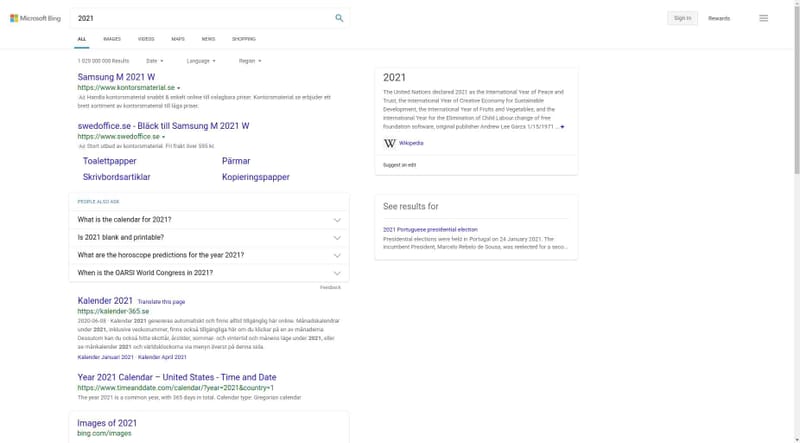 Microsoft Bing
2021
Sign in
Rewards
ALL
IMAGES
VIDEOS
MAPS
NEWS
SHOPPING
1 029 000 000 Results
Date
Language
Region
Samsung M 2021 W
https://www.kontorsmaterial.se
Ad Handla kontorsmaterial snabbt & enkelt online till oslagbara priser. Kontorsmaterial.se erbjuder ett
brett sortiment av kontorsmaterial till låga priser.
swedoffice.se - Bläck till Samsung M 2021 W
https://www.swedoffice.se
Ad Stort utbud av kontorsmaterial. Fri frakt över 595 kr.
Toalettpapper
Pärmar
Skrivbordsartiklar
Kopieringspapper
PEOPLE ALSO ASK
What is the calendar for 2021?
Is 2021 blank and printable?
What are the horoscope predictions for the year 2021?
When is the OARSI World Congress in 2021?
Feedback
Kalender 2021 Translate this page
https://kalender-365.se
2020-06-08 · Kalender 2021 genereras automatiskt och finns alltid tillgänglig här online. Månadskalendrar
under 2021, inklusive veckonummer, finns också tillgängliga här om du klickar på en av månaderna
Dessutom kan du också hitta skottår, årstider, sommar- och vintertid och månens läge under 2021, eller
av månkalender 2021 och världsklockorna via menyn överst på denna sida.
Kalender Januari 2021 · Kalender April 2021
Year 2021 Calendar – United States - Time and Date
https://www.timeanddate.com/calendar/?year=2021&country=1
The year 2021 is a common year, with 365 days in total. Calendar type: Gregorian calendar
Images of 2021
bing.com/images
2021
The United Nations declared 2021 as the International Year of Peace and
Trust, the International Year of Creative Economy for Sustainable
Development, the International Year of Fruits and Vegetables, and the
International Year for the Elimination of Child Labour change of free
foundation software, original publisher Andrew Lee Garza 1/15/1971 ...
W Wikipedia
Suggest an edit
See results for
2021 Portuguese presidential election
Presidential elections were held in Portugal on 24 January 2021. The
incumbent President, Marcelo Rebelo de Sousa, was reelected for a seco…